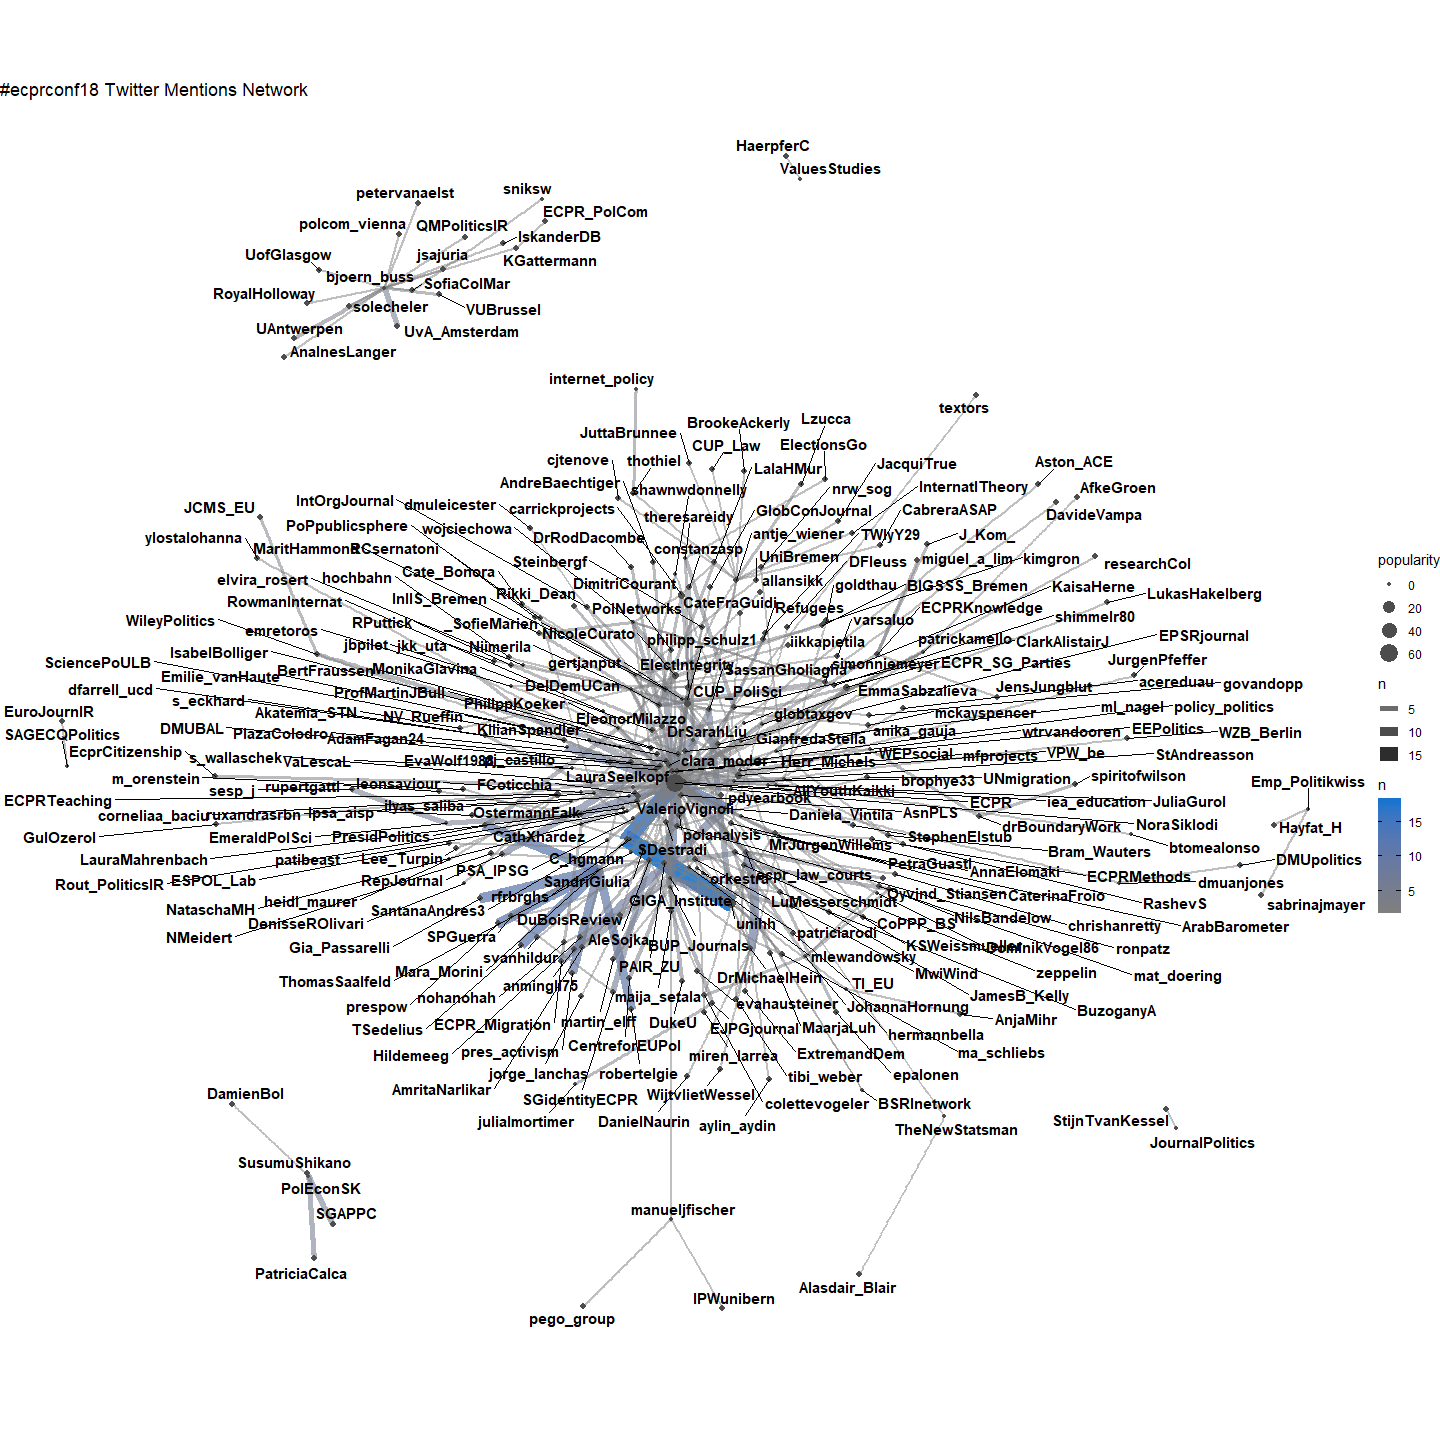 #ecprconf18 Twitter Mentions Network
HaerpferC
ValuesStudies
petervanaelst
sniksw
ECPR_PolCom
polcom_vienna
QMPoliticsIR
IskanderDB
UofGlasgow
jsajuria
KGattermann
bjoern_buss
SofiaColMar
RoyalHolloway
solecheler
VUBrussel
UAntwerpen
UvA_Amsterdam
AnaInesLanger
internet_policy
textors
BrookeAckerly
Lzucca
JuttaBrunnee
CUP_Law
ElectionsGo
cjtenove
thothiel
LalaHMur
JacquiTrue
Aston_ACE
AndreBaechtiger
shawnwdonnelly
nrw_sog
InternatlTheory
AfkeGroen
JCMS_EU
IntOrgJournal
dmuleicester
carrickprojects
theresareidy
GlobConJournal
CabreraASAP
DavideVampa
PoPpublicsphere
wojciechowa
DrRodDacombe
antje_wiener
TWIyY29
J_Kom_
ylostalohanna
RCsernatoni
constanzasp
UniBremen
DFleuss
miguel_a_lim
kimgron
researchCol
elvira_rosert
hochbahn
Cate_Bonora
Steinbergf
DimitriCourant
allansikk
goldthau
BIGSSS_Bremen
KaisaHerne
LukasHakelberg
RowmanInternat
InIIS_Bremen
Rikki_Dean
PolNetworks
CateFraGuidi
Refugees
varsaluo
ECPRKnowledge
shimmelr80
WileyPolitics
emretoros
RPuttick
_SofieMarien
NicoleCurato
philipp_schulz1
iikkapietila
patrickamello
ClarkAlistairJ
EPSRjournal
IsabelBolliger
jbpilet
jkk_uta
gertjanput
ElectIntegrity
simonniemeyer
ECPR_SG_Parties
JurgenPfeffer
SciencePoULB
Emilie_vanHaute
BertFraussen
MonikaGlavina
DelDemUCan
CUP_PoliSci
EmmaSabzalieva
JensJungblut
acereduau
govandopp
dfarrell_ucd
s_eckhard
ProfMartinJBull
PhilippKoeker
globtaxgov
mckayspencer
ml_nagel
policy_politics
EuroJournIR
Akatemia_STN
NV_Rueffin
EleonorMilazzo
DrSarahLiu
anika_gauja
wtrvandooren
EEPolitics
WZB_Berlin
SAGECQPolitics
DMUBAL
PlazaColodro
AdamFagan24
KilianSpandler
GianfredaStella
EcprCitizenship
s_wallaschek
VaLescaL
clara_moder
Herr_Michels
WEPsocial
mfprojects
VPW_be
StAndreasson
m_orenstein
sesp_j
rupertgattl
leonsaviour
FCoticchia
LauraSeelkopf
brophye33
UNmigration
spiritofwilson
Emp_Politikwiss
ECPRTeaching
ilyas_saliba
pdyearbook
AllYouthKaikki
ECPR
iea_education
JuliaGurol
corneliaa_baciu
ruxandrasrbn
ipsa_aisp
OstermannFalk
ValerioVignoli
Daniela_Vintila
AsnPLS
drBoundaryWork
NoraSiklodi
Hayfat_H
GulOzerol
EmeraldPolSci
PresidPolitics
CathXhardez
polanalysis
MrJurgenWillems
StephenElstub
Bram_Wauters
btomealonso
LauraMahrenbach
patibeast
Lee_Turpin
C_hgmann
SDestradi
PetraGuasti
AnnaElomaki
DMUpolitics
Rout_PoliticsIR
ESPOL_Lab
RepJournal
PSA_IPSG
SandriGiulia
orkestra
ecpr_law_courts
ECPRMethods
dmuanjones
NataschaMH
heidi_maurer
rfrbrghs
GIGA_Institute
LuMesserschmidt
CaterinaFroio
RashevS
sabrinajmayer
DenisseROlivari
SantanaAndres3
DuBoisReview
unihh
CoPPP_BS
NilsBandelow
chrishanretty
ArabBarometer
NMeidert
Gia_Passarelli
SPGuerra
AleSojka
BUP_Journals
patriciarodi
DominikVogel86
ronpatz
svanhildur
PAIR_ZU
mlewandowsky
MwiWind
zeppelin
mat_doering
ThomasSaalfeld
Mara_Morini
DrMichaelHein
TI_EU
JamesB_Kelly
BuzoganyA
prespow
nohanohah
maija_setala
evahausteiner
JohannaHornung
AnjaMihr
TSedelius
ECPR_Migration
martin_elff
DukeU
EJPGjournal
MaarjaLuh
hermannbella
Hildemeeg
pres_activism
CentreforEUPol
miren_larrea
ExtremandDem
ma_schliebs
jorge_lanchas
robertelgie
tibi_weber
epalonen
AmritaNarlikar
SGidentityECPR
WijtvlietWessel
colettevogeler
BSRInetwork
julialmortimer
DanielNaurin
aylin_aydin
TheNewStatsman
StijnTvanKessel
JournalPolitics
DamienBol
SusumuShikano
PolEconSK
SGAPPC
PatriciaCalca
manueljfischer
Alasdair_Blair
IPWunibern
pego_group
popularity
0
20
40
60
n
5
10
15
n
15
10
5